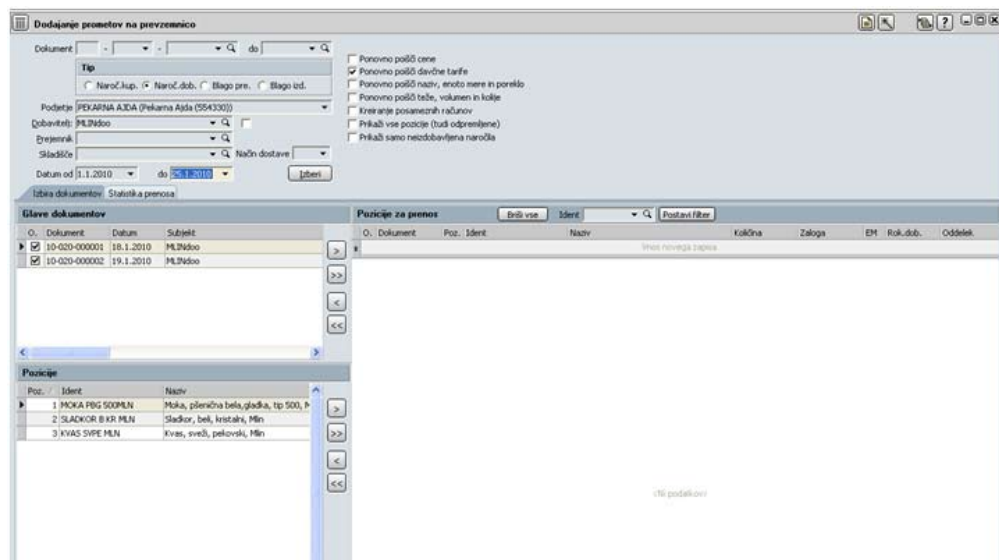 Dodajanje prometov na prevzemnico
Dokument - - do
Tip
Naroč.kup. Naroč.dob. Blago pre. Blago izd.
Podjetje PEKARNA AJDA (Pekarna Ajda (554330))
Dobavitelj: MLINdoo
Prejemnik
Skladišče Način dostave
Datum od 1.1.2010 do 25.1.2010 Izberi
Ponovno poišči cene
Ponovno poišči davčne tarife
Ponovno poišči naziv, enoto mere in poreklo
Ponovno poišči teže, volumen in kolije
Kreiranje posameznih računov
Prikaži vse pozicije (tudi odpremljene)
Prikaži samo neizdobavljena naročila
Izbira dokumentov Statistika prenosa
Glave dokumentov
O. Dokument Datum Subjekt
10-020-000001 18.1.2010 MLINdoo
10-020-000002 19.1.2010 MLINdoo
>
>>
<
<<
Pozicije
Poz. / Ident Naziv
1 MOKA PBG 500MLN Moka, pšenična bela,gladka, tip 500, M
2 SLADKOR B KR MLN Sladkor, beli, kristalni, Mlin
3 KVAS SVPE MLN Kvas, sveži, pekovski, Mlin
>
>>
<
<<
Pozicije za prenos Briši vse Ident Postavi filter
O. Dokument Poz. Ident Naziv Količina Zaloga EM Rok.dob. Oddelek
Vnos novega zapisa
<Ni podatkov>